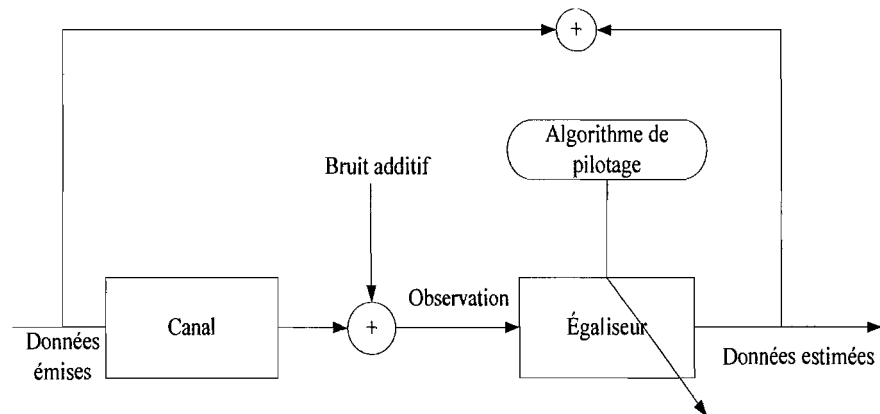 +
Algorithme de
pilotage
Bruit additif
Observation
Canal
+
Égaliseur
Données
émises
Données estimées